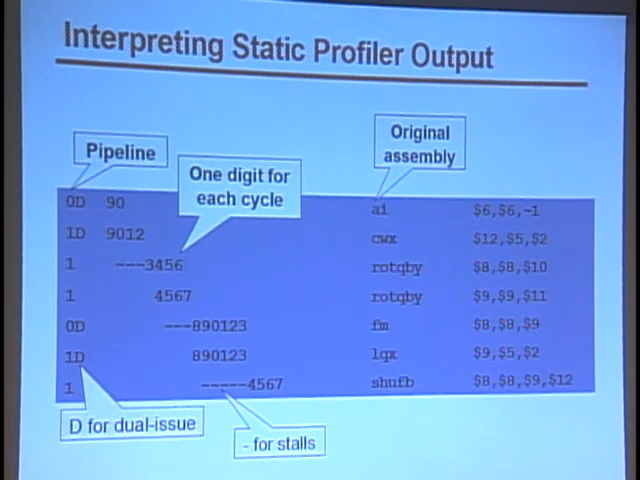 Interpreting Static Profiler Output
Pipeline
One digit for
each cycle
Original
assembly
0D 90 ai $6,$6,-1
1D 9012 cwx $12,$5,$2
1 ---3456 rotqby $8,$8,$10
1 4567 rotqby $9,$9,$11
0D ---890123 fm $8,$8,$9
1D 890123 lqx $9,$5,$2
1 -----4567 shufb $8,$8,$9,$12
D for dual-issue
- for stalls